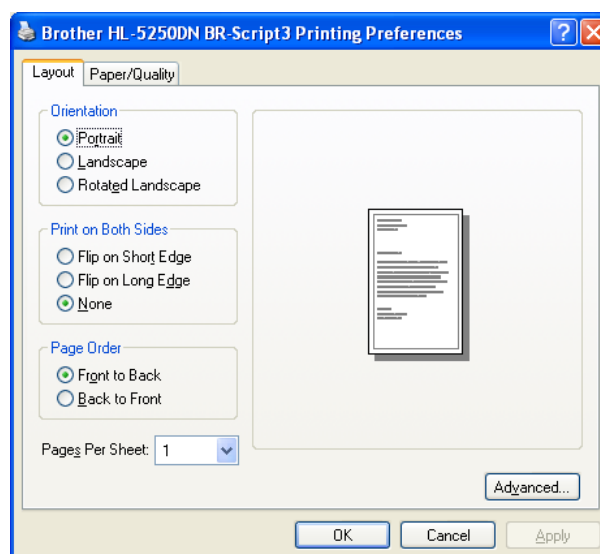 Brother HL-5250DN BR-Script3 Printing Preferences
Layout Paper/Quality
Orientation
Portrait
Landscape
Rotated Landscape
Print on Both Sides
Flip on Short Edge
Flip on Long Edge
None
Page Order
Front to Back
Back to Front
Pages Per Sheet: 1
Advanced...
OK Cancel Apply